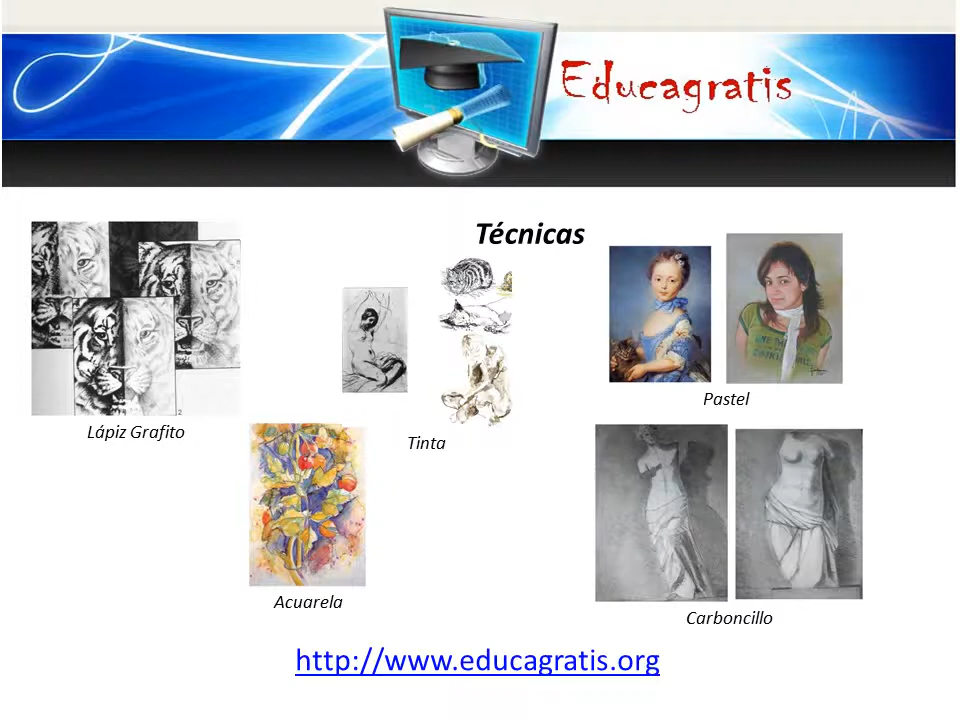 Educagratis
Técnicas
Pastel
Lápiz Grafito
Tinta
Acuarela
Carboncillo
http://www.educagratis.org